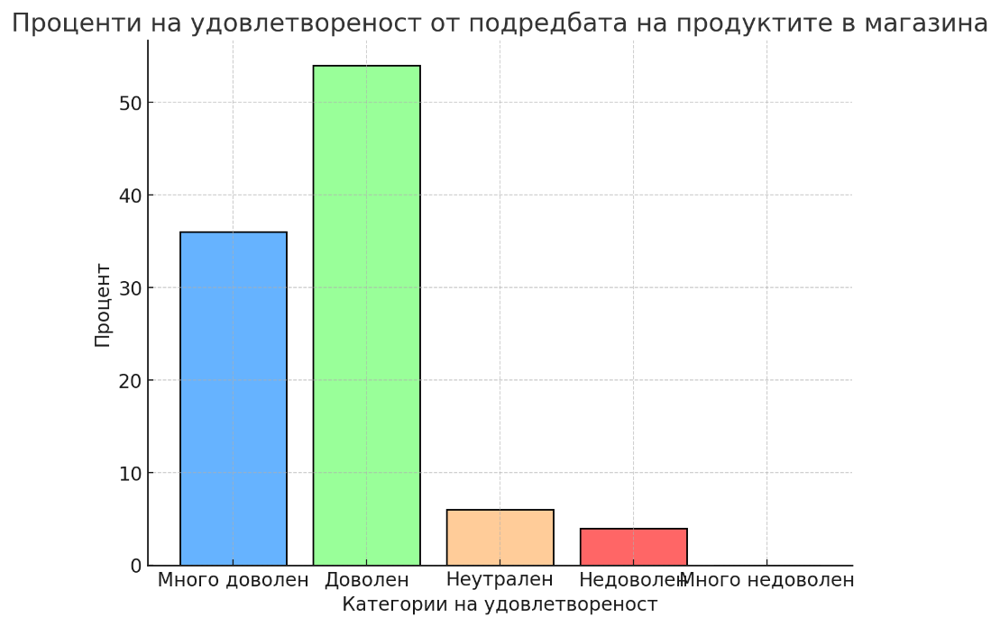 Проценти на удовлетвореност от подредбата на продуктите в магазина
50
40
30
20
10
0
Процент
Много доволен
Доволен
Неутрален
Недоволен
Много недоволен
Категории на удовлетвореност